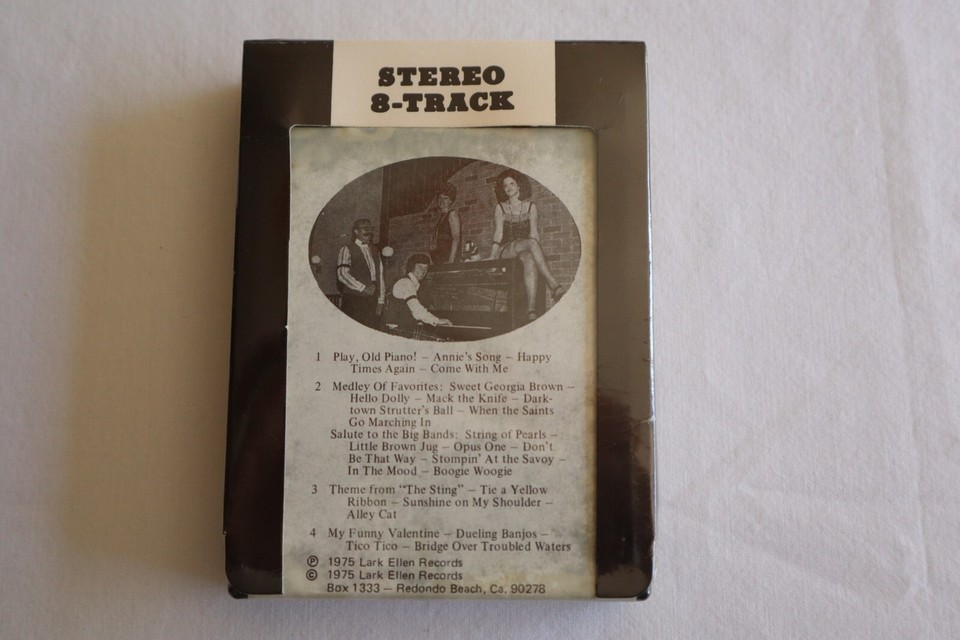 STEREO
8-TRACK
1 Play, Old Piano! – Annie's Song – Happy
Times Again – Come With Me
2 Medley Of Favorites: Sweet Georgia Brown –
Hello Dolly – Mack the Knife – Dark-
town Strutter's Ball – When the Saints
Go Marching In
Salute to the Big Bands: String of Pearls –
Little Brown Jug – Opus One – Don't
Be That Way – Stompin' At the Savoy –
In The Mood – Boogie Woogie
3 Theme from "The Sting" – Tie a Yellow
Ribbon – Sunshine on My Shoulder –
Alley Cat
4 My Funny Valentine – Dueling Banjos –
Tico Tico – Bridge Over Troubled Waters
Ⓟ 1975 Lark Ellen Records
© 1975 Lark Ellen Records
Box 1333 – Redondo Beach, Ca. 90278